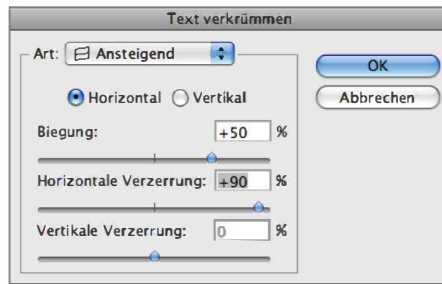 Text verkrümmen
Art: Ansteigend
OK
Horizontal Vertikal
Abbrechen
Biegung: +50 %
Horizontale Verzerrung: +90 %
Vertikale Verzerrung: 0 %